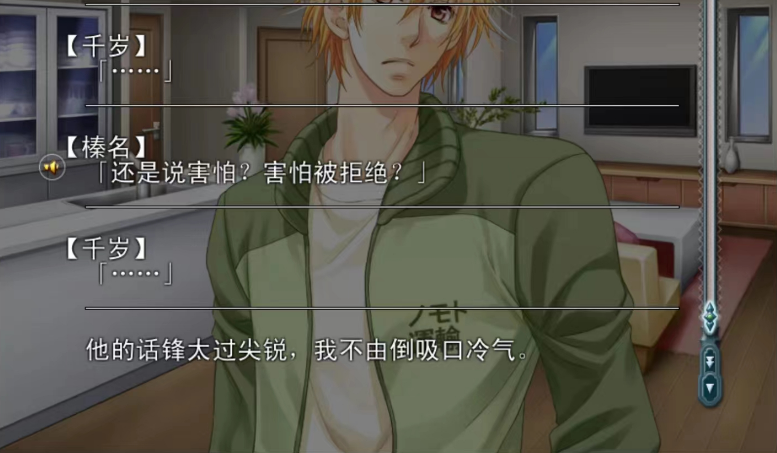 【千岁】
「……」
【榛名】
「还是说害怕？害怕被拒绝？」
【千岁】
「……」
ノモト
運輸
他的话锋太过尖锐，我不由倒吸口冷气。